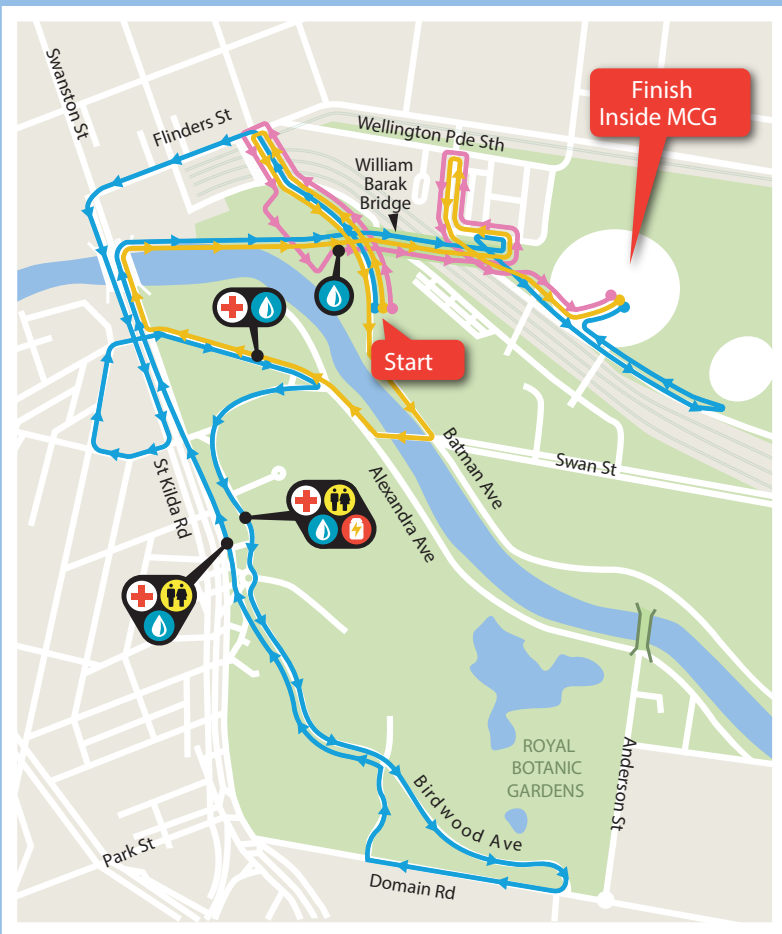 Swanston St
Flinders St
Wellington Pde Sth
William
Barak
Bridge
Finish
Inside MCG
Start
Batman Ave
Swan St
Alexandra Ave
St Kilda Rd
ROYAL
BOTANIC
GARDENS
Anderson St
Birdwood Ave
Park St
Domain Rd